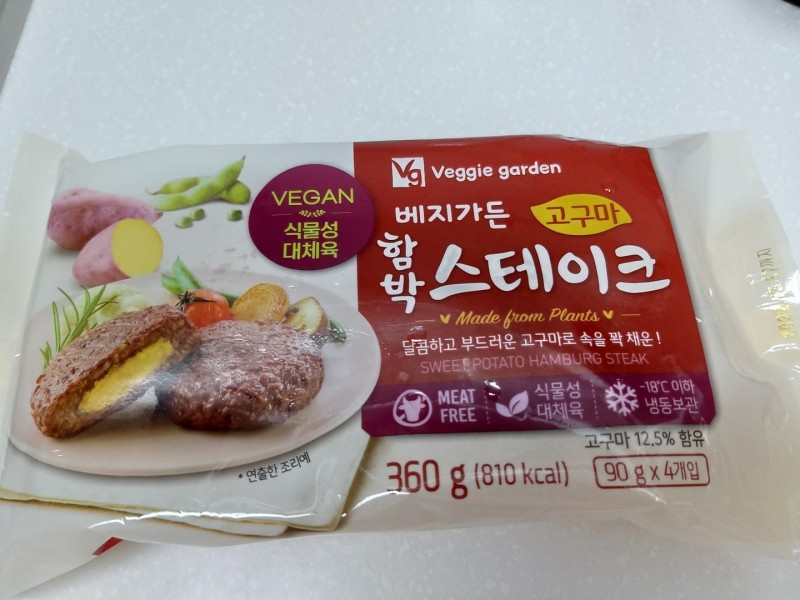 VEGAN
식물성
대체육
Vg Veggie garden
베지가든 고구마
함박스테이크
Made from Plants
달콤하고 부드러운 고구마로 속을 꽉 채운!
SWEET POTATO HAMBURG STEAK
MEAT FREE
식물성 대체육
-18℃ 이하 냉동보관
고구마 12.5% 함유
360 g (810 kcal)
90 g x 4개입
* 연출한 조리예